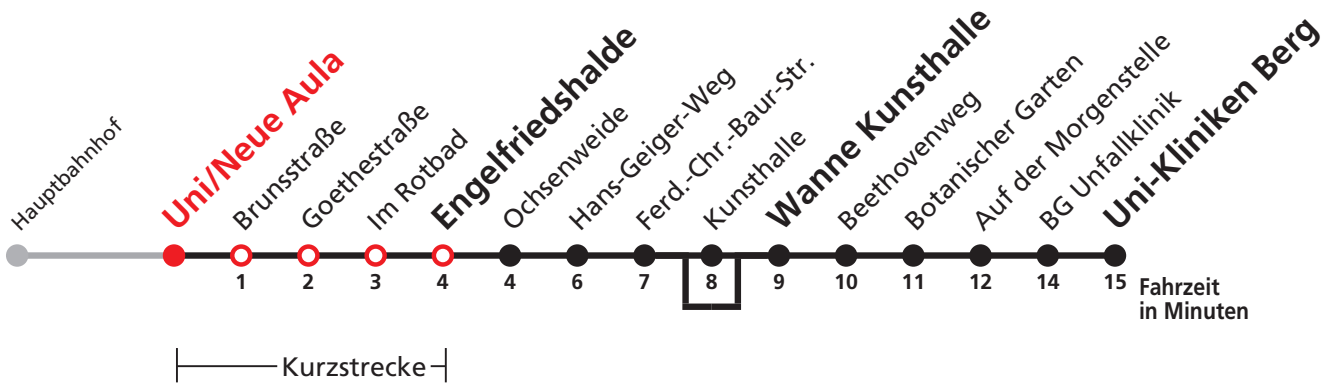 Hauptbahnhof
Uni/Neue Aula
Brunsstraße
Goethestraße
Im Rotbad
Engelfriedshalde
Ochsenweide
Hans-Geiger-Weg
Ferd.-Chr.-Baur-Str.
Kunsthalle
Wanne Kunsthalle
Beethovenweg
Botanischer Garten
Auf der Morgenstelle
BG Unfallklinik
Uni-Kliniken Berg
1 2 3 4 4 6 7 8 9 10 11 12 14 15
Fahrzeit
in Minuten
Kurzstrecke